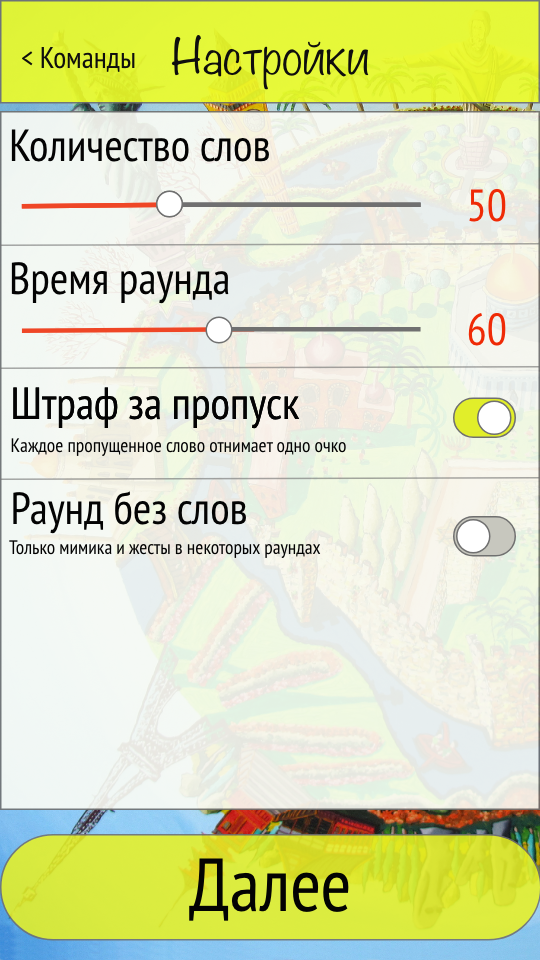 < Команды
Настройки
Количество слов
50
Время раунда
60
Штраф за пропуск
Каждое пропущенное слово отнимает одно очко
Раунд без слов
Только мимика и жесты в некоторых раундах
Далее